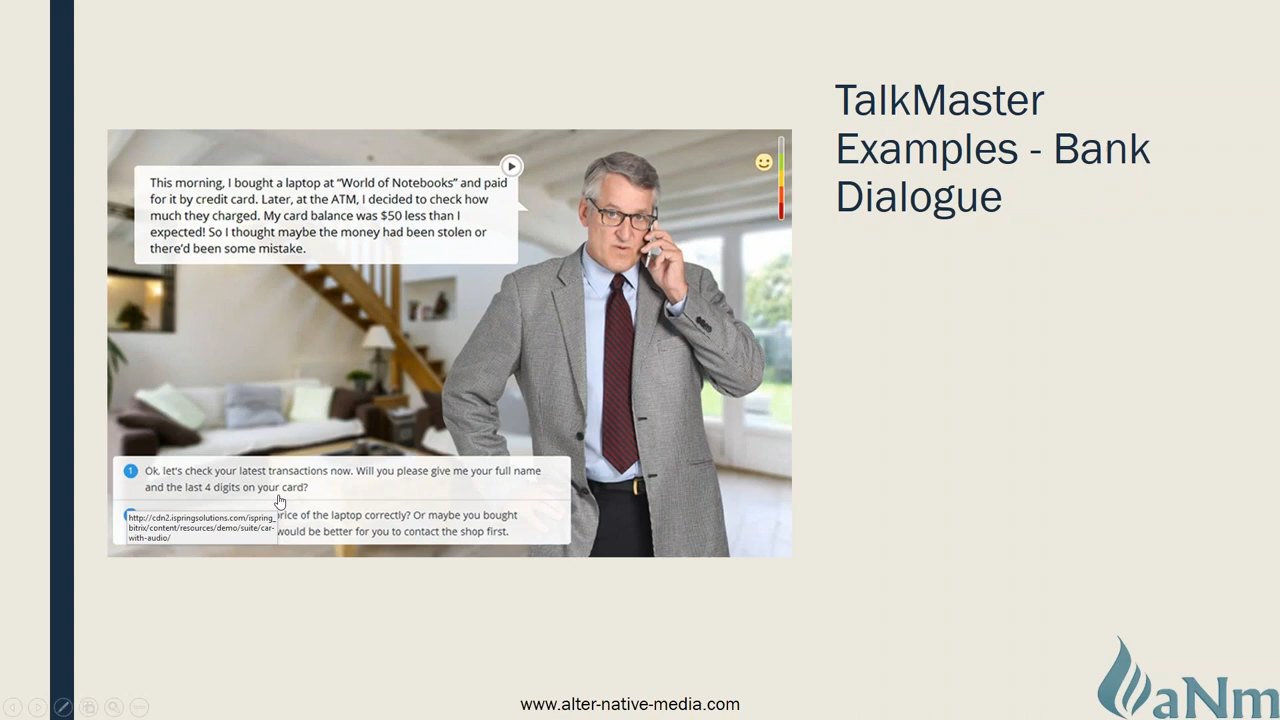 TalkMaster
Examples - Bank
Dialogue
This morning, I bought a laptop at “World of Notebooks” and paid
for it by credit card. Later, at the ATM, I decided to check how
much they charged. My card balance was $50 less than I
expected! So I thought maybe the money had been stolen or
there’d been some mistake.
1 Ok, let's check your latest transactions now. Will you please give me your full name
and the last 4 digits on your card?
price of the laptop correctly? Or maybe you bought
would be better for you to contact the shop first.
http://cdn2.ispringsolutions.com/ispring_
bitrix/content/resources/demo/suite/car-
with-audio/
www.alter-native-media.com
aNm